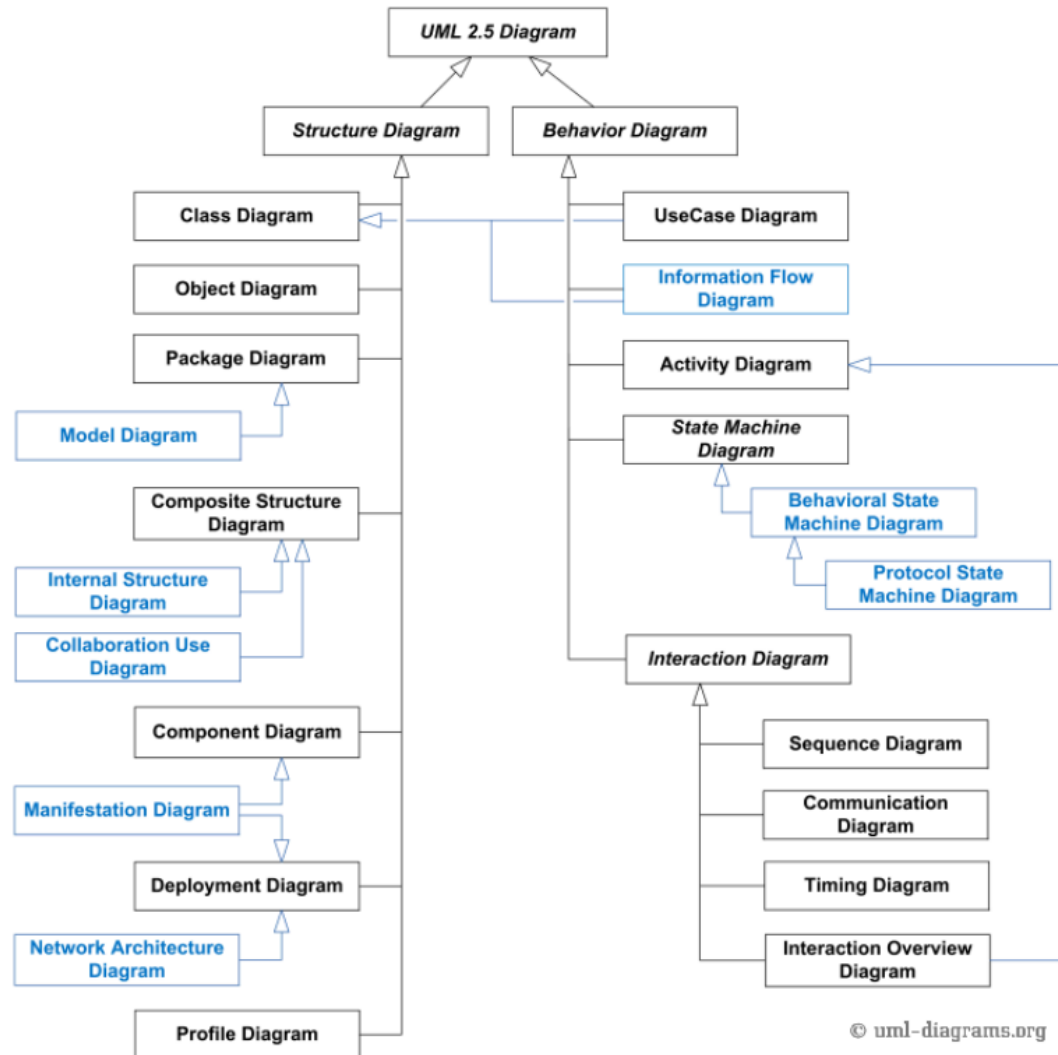 UML 2.5 Diagram
Structure Diagram
Behavior Diagram
Class Diagram
UseCase Diagram
Object Diagram
Information Flow
Diagram
Package Diagram
Activity Diagram
Model Diagram
State Machine
Diagram
Composite Structure
Diagram
Behavioral State
Machine Diagram
Internal Structure
Diagram
Protocol State
Machine Diagram
Collaboration Use
Diagram
Interaction Diagram
Component Diagram
Sequence Diagram
Manifestation Diagram
Communication
Diagram
Deployment Diagram
Timing Diagram
Network Architecture
Diagram
Interaction Overview
Diagram
Profile Diagram
© uml-diagrams.org